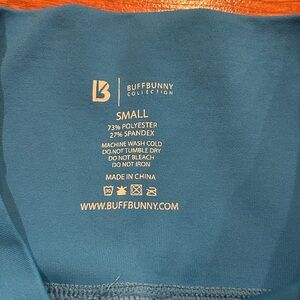 BUFFBUNNY
COLLECTION
SMALL
73% POLYESTER
27% SPANDEX
MACHINE WASH COLD
DO NOT TUMBLE DRY
DO NOT BLEACH
DO NOT IRON
MADE IN CHINA
WWW.BUFFBUNNY.COM